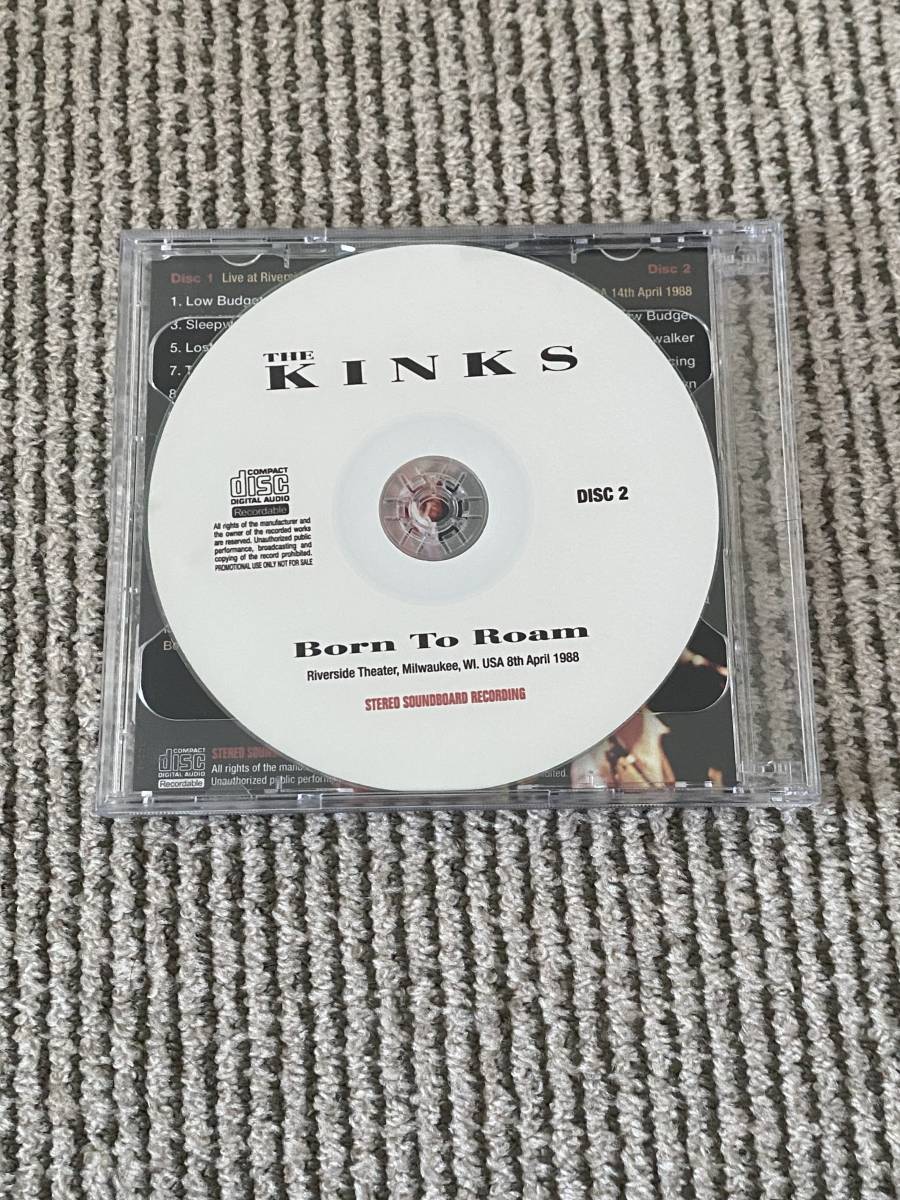 Disc 1 Live at Rivers
Disc 2
A 14th April 1988
1. Low Budget
w Budget
3. Sleepw
walker
5. Lost
cing
7. T
wn
8
THE
KINKS
COMPACT
disc
DIGITAL AUDIO
Recordable
All rights of the manufacturer and
the owner of the recorded works
are reserved. Unauthorized public
performance, broadcasting and
copying of the record prohibited.
PROMOTIONAL USE ONLY NOT FOR SALE
DISC 2
Born To Roam
Riverside Theater, Milwaukee, WI. USA 8th April 1988
STEREO SOUNDBOARD RECORDING
COMPACT
disc
DIGITAL AUDIO
Recordable
STEREO SOUN
All rights of the manu
Unauthorized public perform